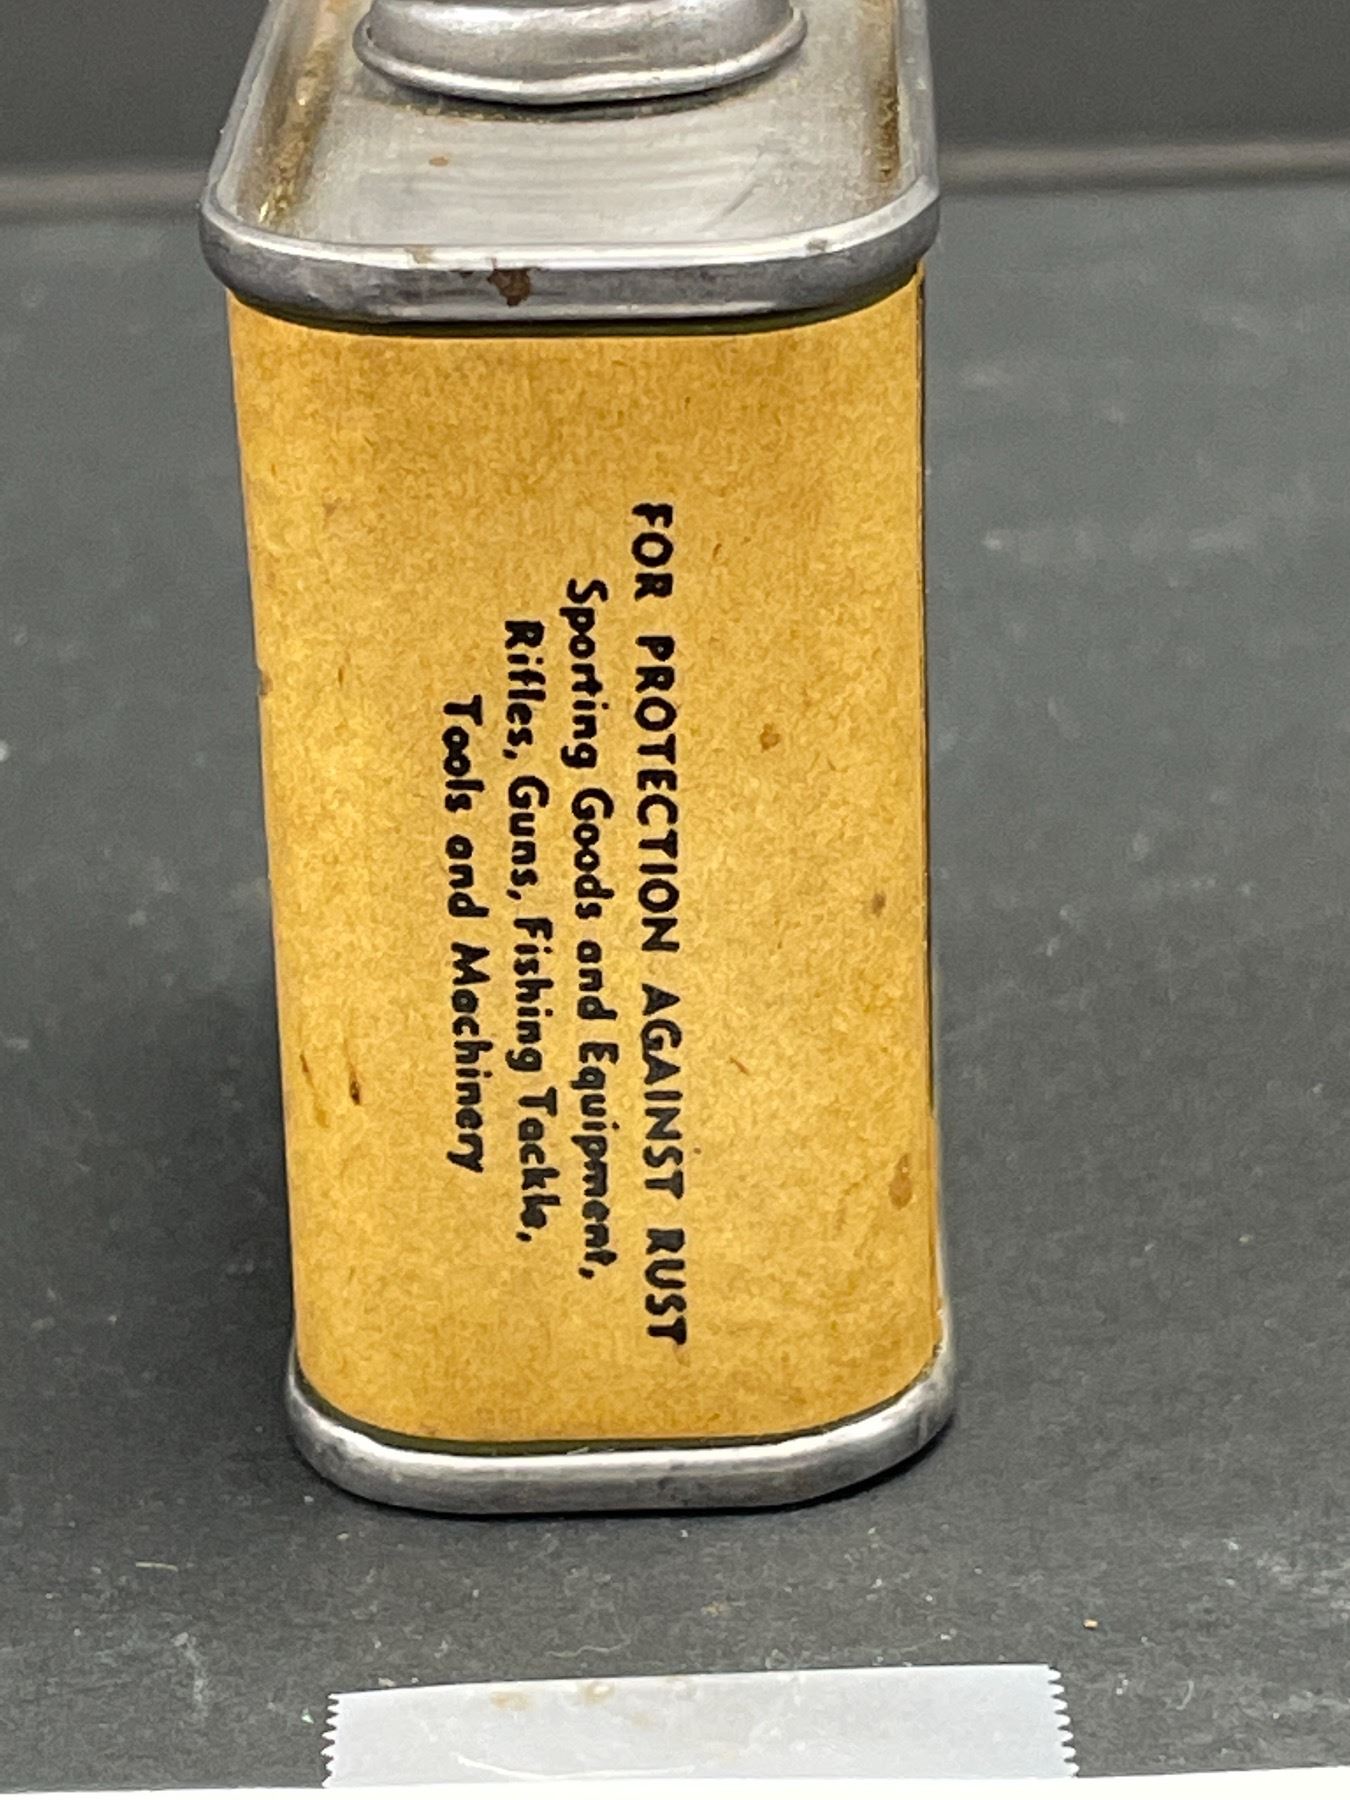 FOR PROTECTION AGAINST RUST
Sporting Goods and Equipment,
Rifles, Guns, Fishing Tackle,
Tools and Machinery